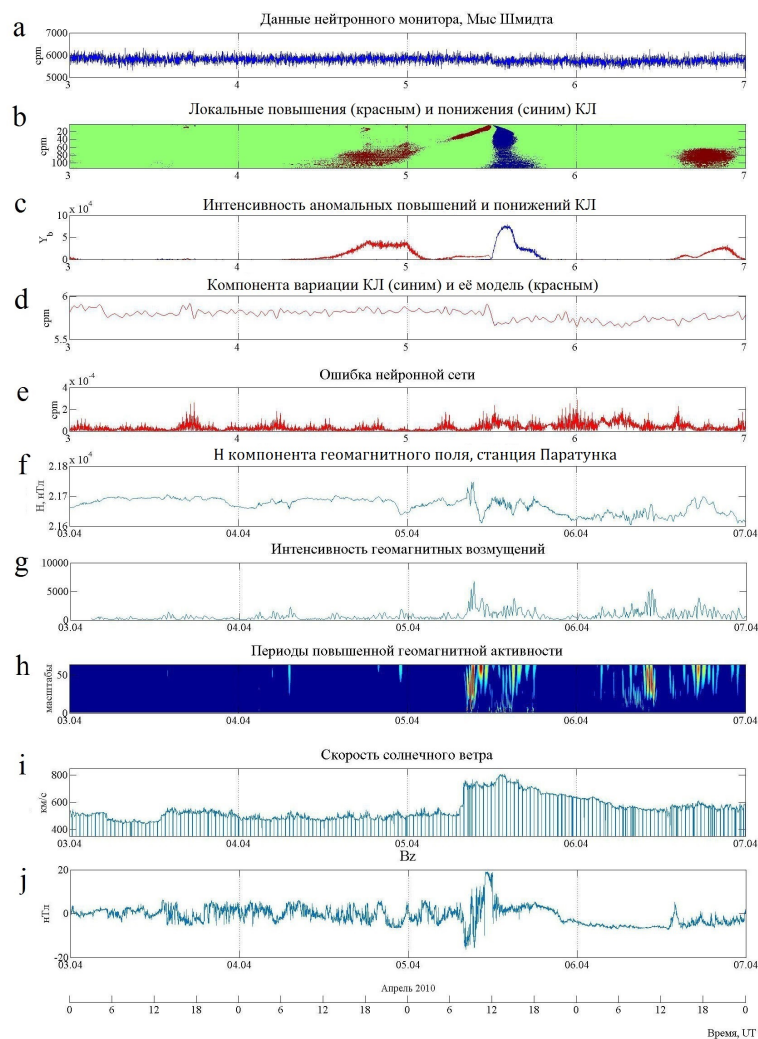 a
Данные нейтронного монитора, Мыс Шмидта
7000
6000
5000
cpm
3 4 5 6 7
b
Локальные повышения (красным) и понижения (синим) КЛ
20
40
60
80
100
cpm
3 4 5 6 7
c
Интенсивность аномальных повышений и понижений КЛ
x 10⁴
10
5
0
Y_b
3 4 5 6 7
d
Компонента вариации КЛ (синим) и её модель (красным)
6
5.5
cpm
3 4 5 6 7
e
Ошибка нейронной сети
x 10⁻⁴
4
2
0
cpm
3 4 5 6 7
f
H компонента геомагнитного поля, станция Паратунка
x 10⁴
2.18
2.17
2.16
H, нТл
03.04 04.04 05.04 06.04 07.04
g
Интенсивность геомагнитных возмущений
10000
5000
0
03.04 04.04 05.04 06.04 07.04
h
Периоды повышенной геомагнитной активности
50
0
масштабы
03.04 04.04 05.04 06.04 07.04
i
Скорость солнечного ветра
800
600
400
км/с
03.04 04.04 05.04 06.04 07.04
Bz
j
20
0
-20
нТл
03.04 04.04 05.04 06.04 07.04
Апрель 2010
0 6 12 18 0 6 12 18 0 6 12 18 0 6 12 18 0
Время, UT